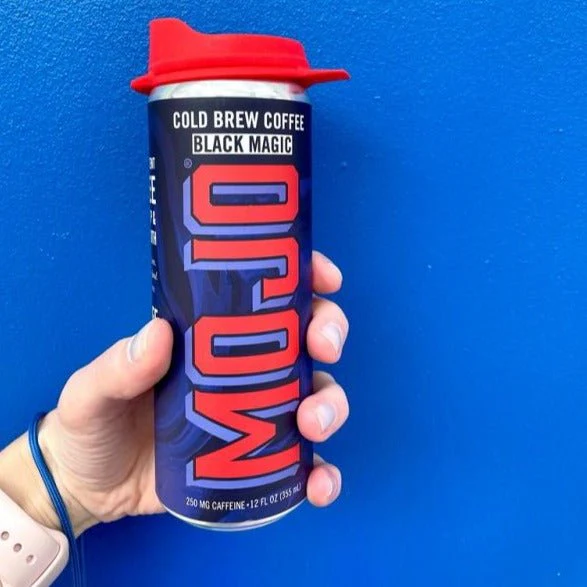 COLD BREW COFFEE
BLACK MAGIC
MOJO®
250 MG CAFFEINE • 12 FL OZ (355 mL)